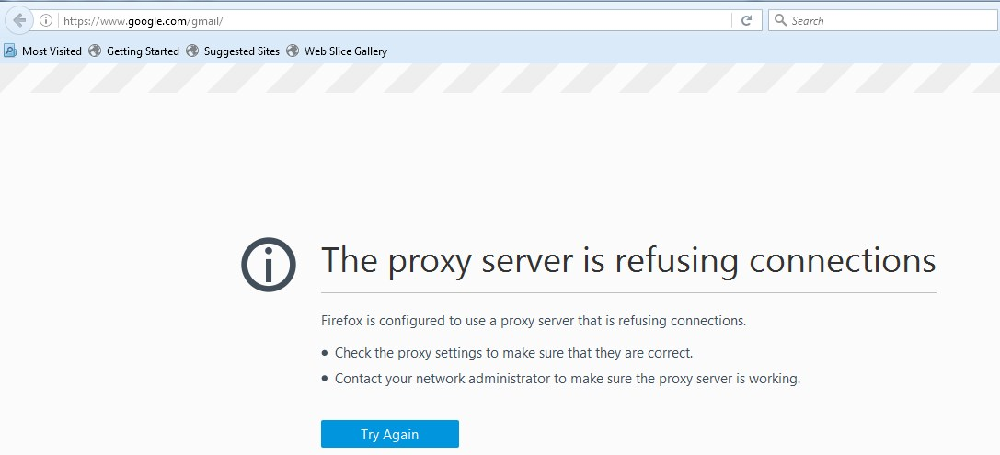 https://www.google.com/gmail/
Search
Most Visited Getting Started Suggested Sites Web Slice Gallery
The proxy server is refusing connections
Firefox is configured to use a proxy server that is refusing connections.
• Check the proxy settings to make sure that they are correct.
• Contact your network administrator to make sure the proxy server is working.
Try Again